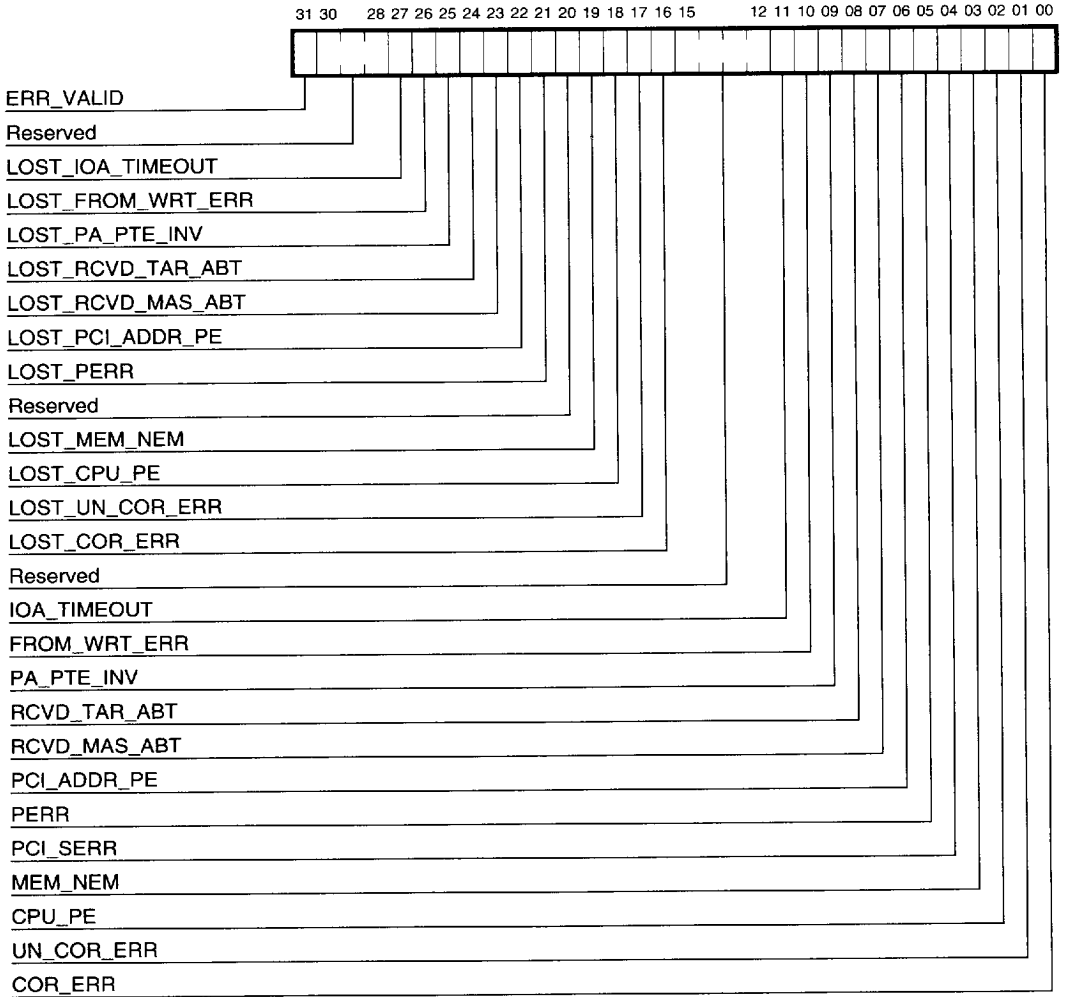 31 30 28 27 26 25 24 23 22 21 20 19 18 17 16 15 12 11 10 09 08 07 06 05 04 03 02 01 00
ERR_VALID
Reserved
LOST_IOA_TIMEOUT
LOST_FROM_WRT_ERR
LOST_PA_PTE_INV
LOST_RCVD_TAR_ABT
LOST_RCVD_MAS_ABT
LOST_PCI_ADDR_PE
LOST_PERR
Reserved
LOST_MEM_NEM
LOST_CPU_PE
LOST_UN_COR_ERR
LOST_COR_ERR
Reserved
IOA_TIMEOUT
FROM_WRT_ERR
PA_PTE_INV
RCVD_TAR_ABT
RCVD_MAS_ABT
PCI_ADDR_PE
PERR
PCI_SERR
MEM_NEM
CPU_PE
UN_COR_ERR
COR_ERR